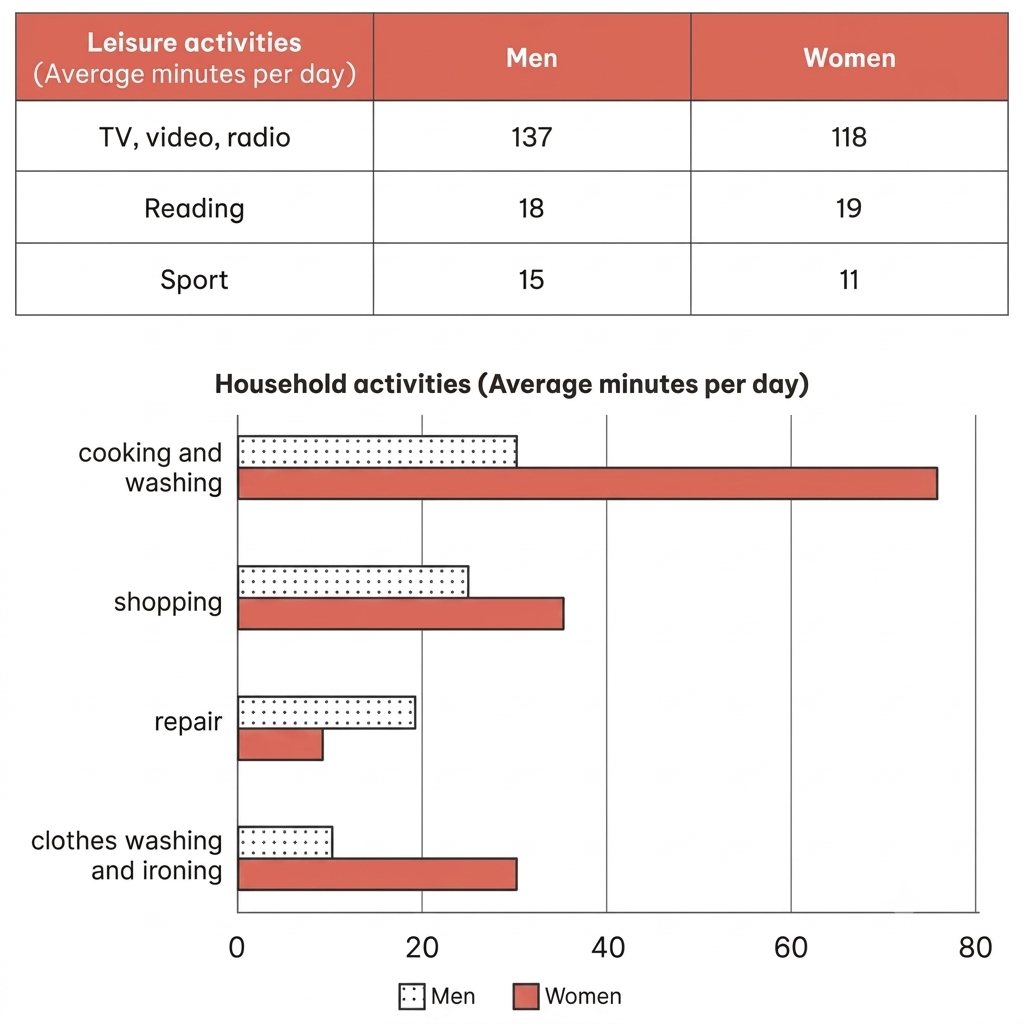 Leisure activities
(Average minutes per day)
Men
Women
TV, video, radio
137
118
Reading
18
19
Sport
15
11
Household activities (Average minutes per day)
cooking and
washing
shopping
repair
clothes washing
and ironing
0
20
40
60
80
Men
Women